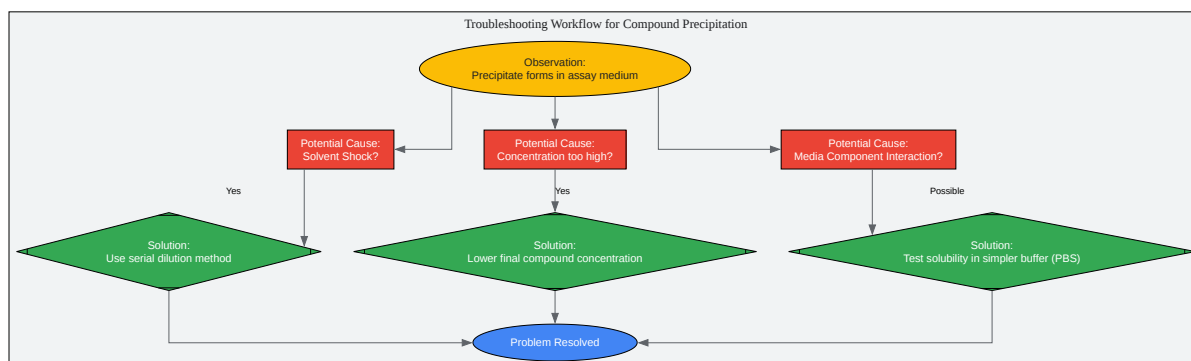 Troubleshooting Workflow for Compound Precipitation
Observation:
Precipitate forms in assay medium
Potential Cause:
Solvent Shock?
Potential Cause:
Concentration too high?
Potential Cause:
Media Component Interaction?
Yes
Yes
Possible
Solution:
Use serial dilution method
Solution:
Lower final compound concentration
Solution:
Test solubility in simpler buffer (PBS)
Problem Resolved